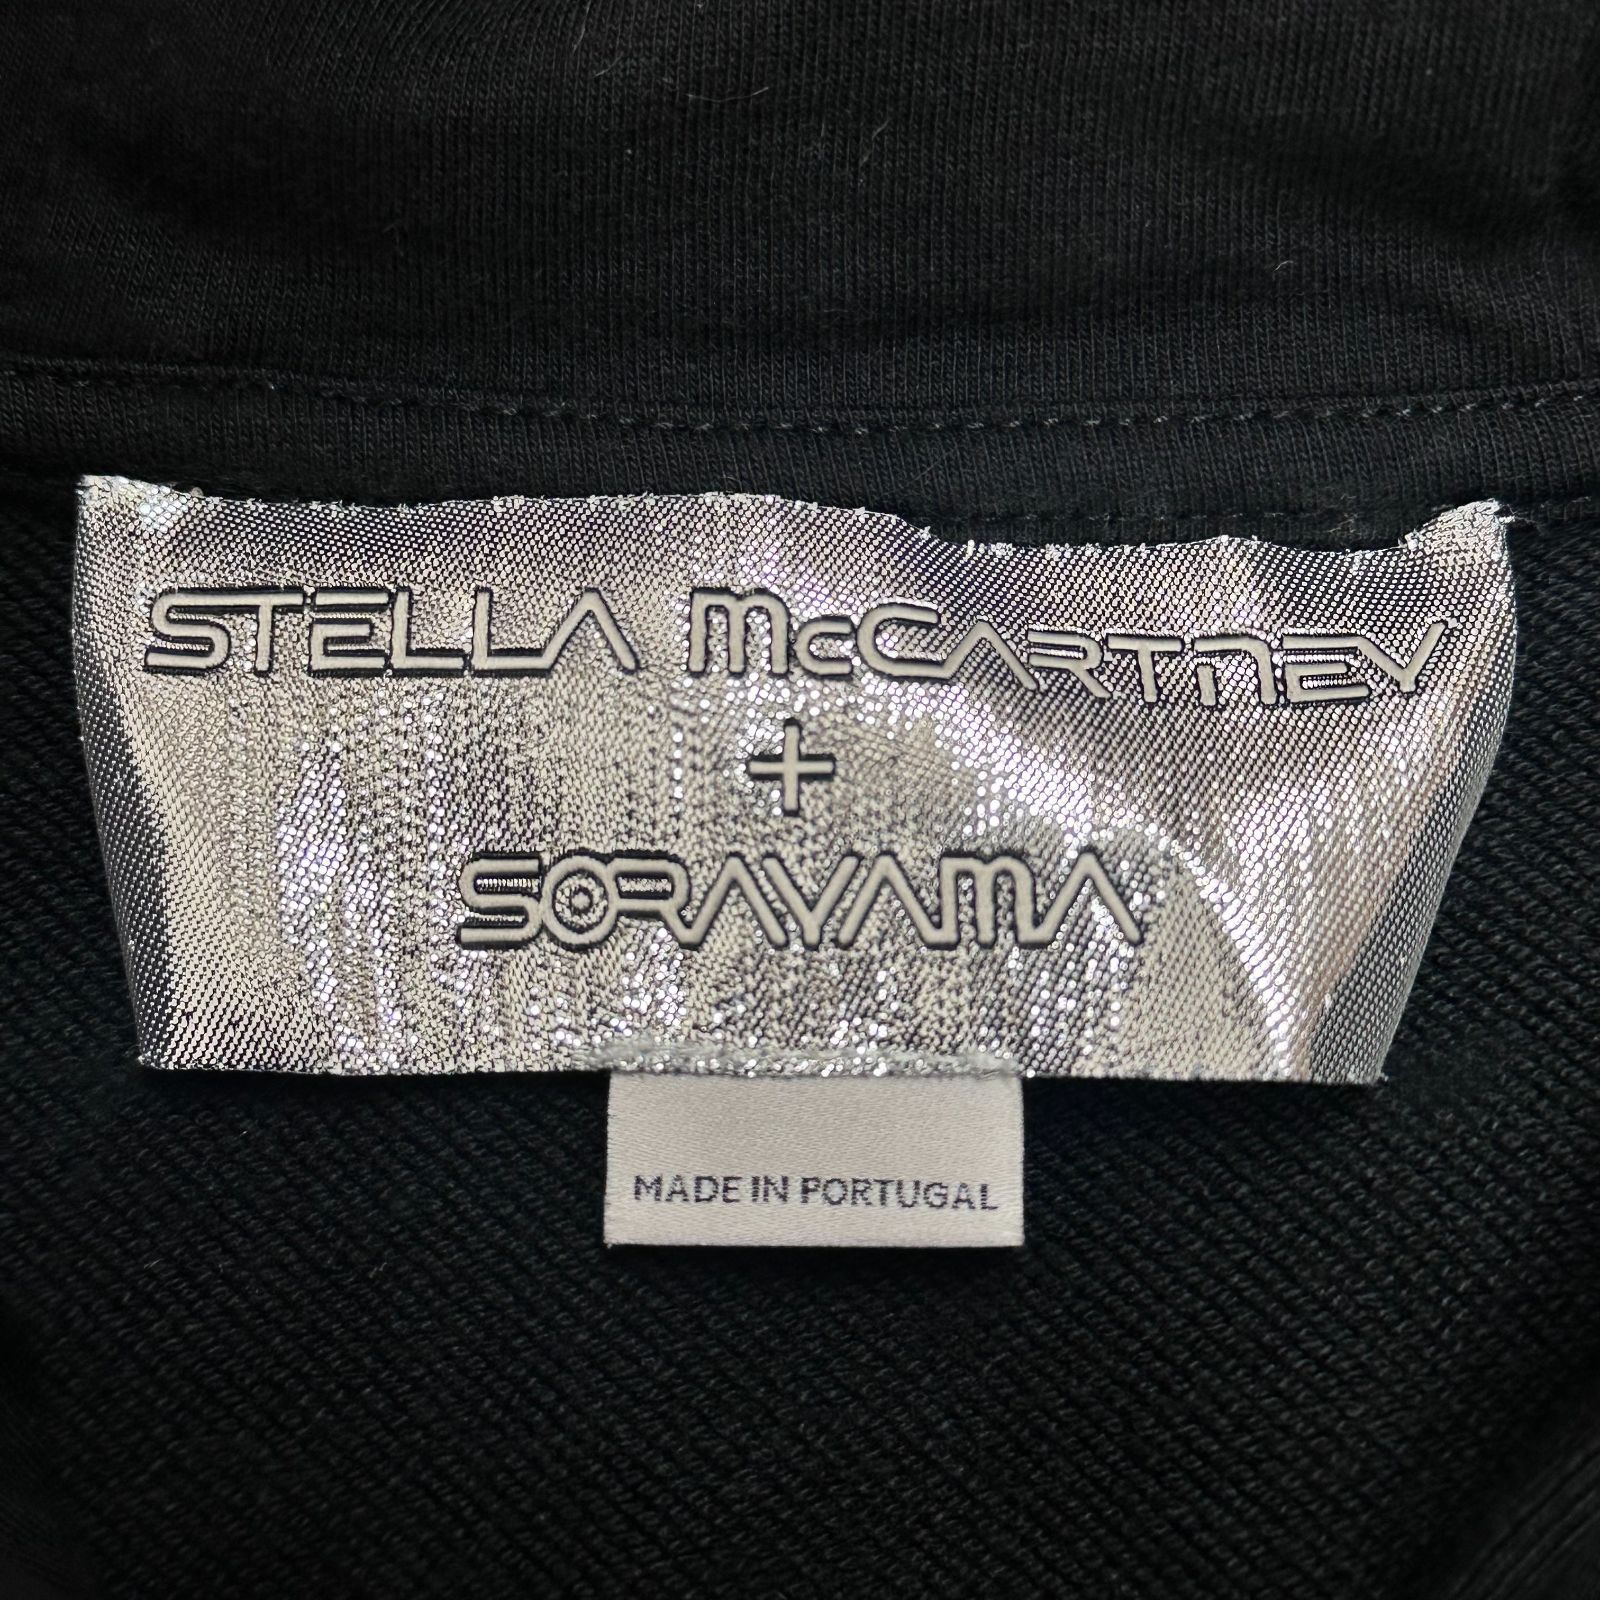 STELLA McCARTNEY
+
SORAYAMA
MADE IN PORTUGAL